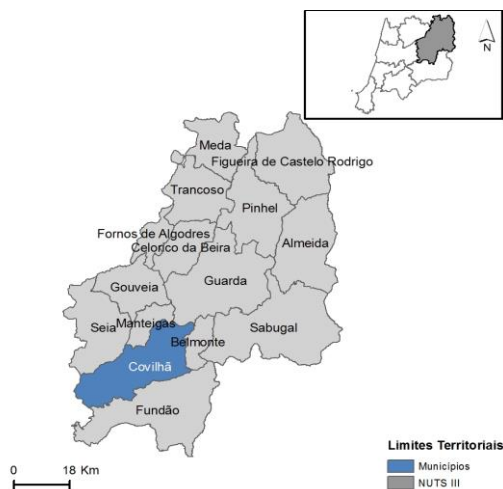 N
Meda
Figueira de Castelo Rodrigo
Trancoso
Pinhel
Fornos de Algodres
Celorico da Beira
Almeida
Gouveia
Guarda
Seia
Manteigas
Sabugal
Belmonte
Covilhã
Fundão
Limites Territoriais
Municípios
NUTS III
0 18 Km